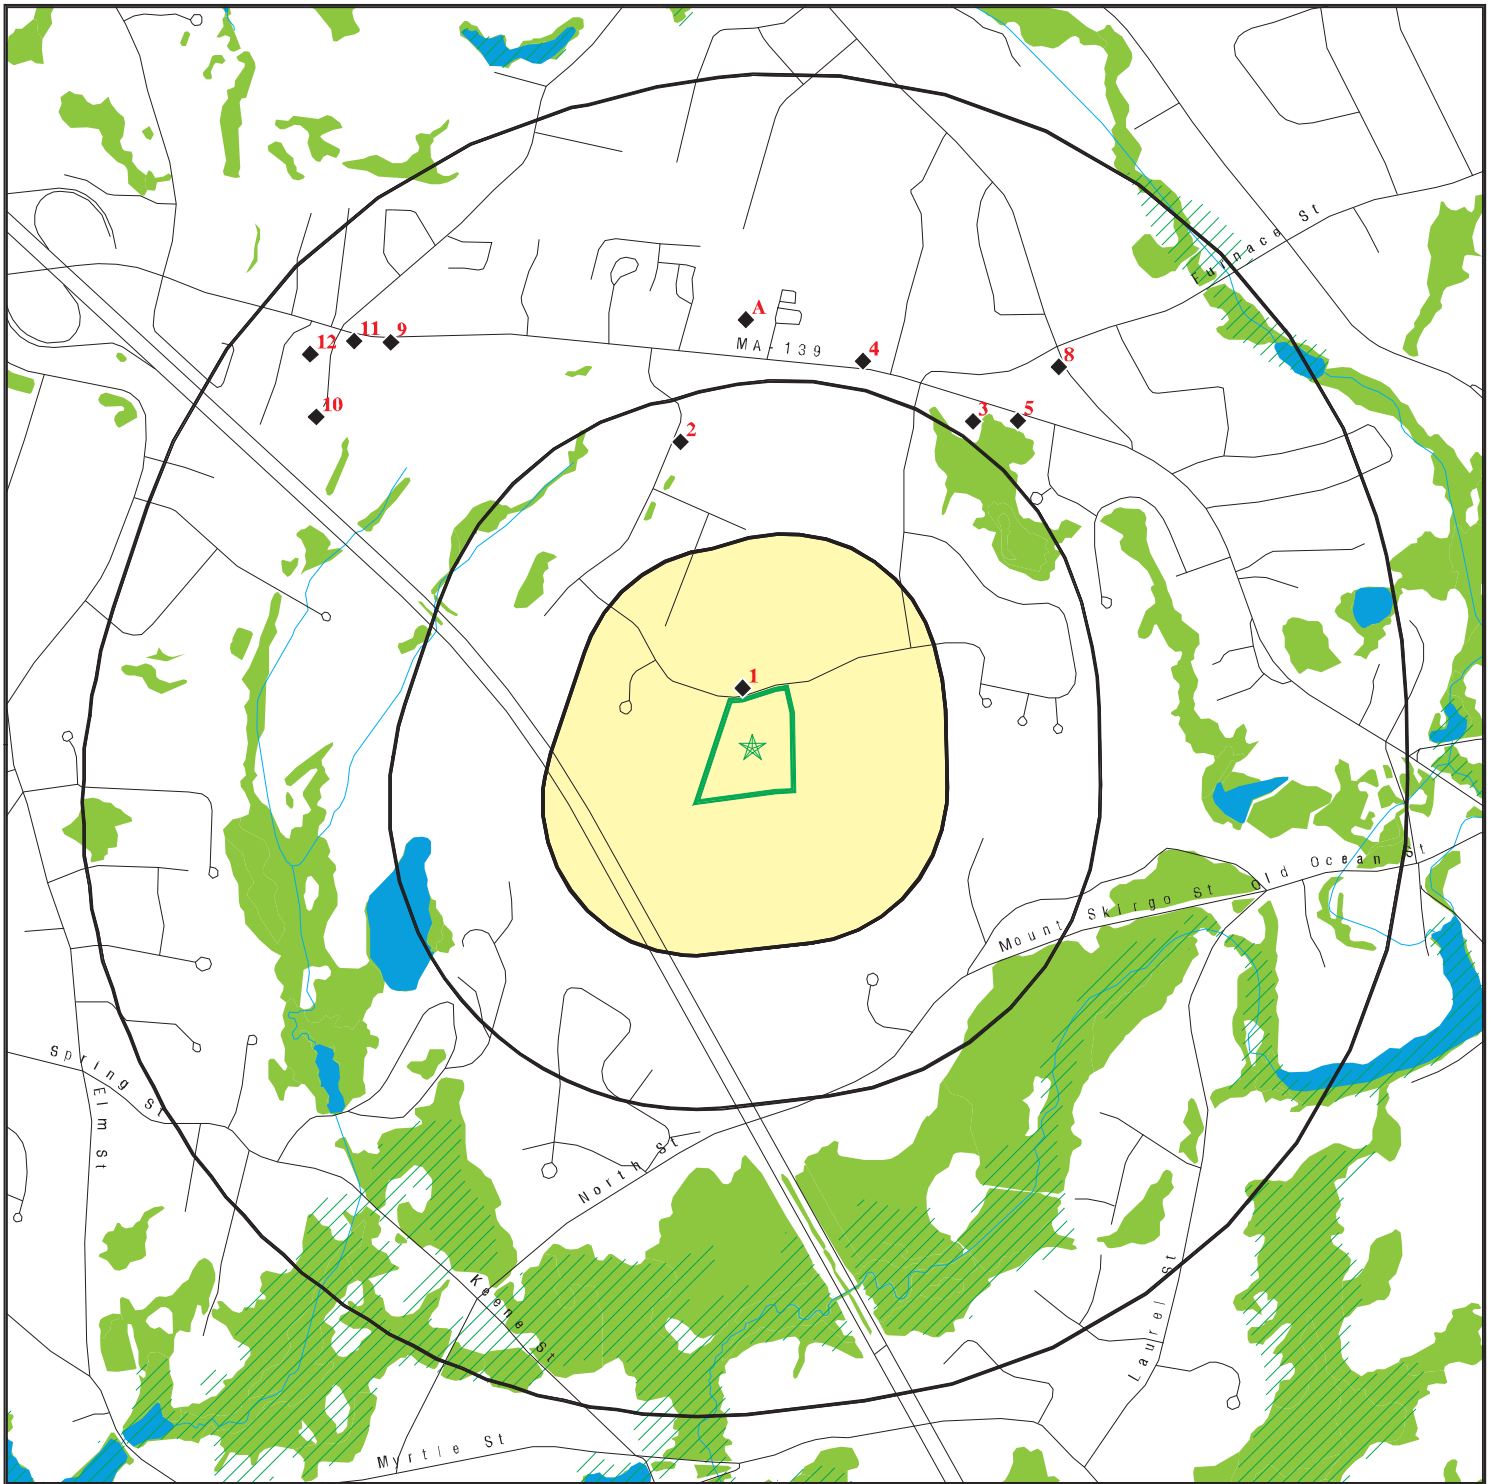 Furnace St
A
MA-139
11
9
12
4
8
10
3
5
2
1
Old Ocean St
Mount Skirgo St
Spring St
Elm St
North St
Keene St
Laurel St
Myrtle St